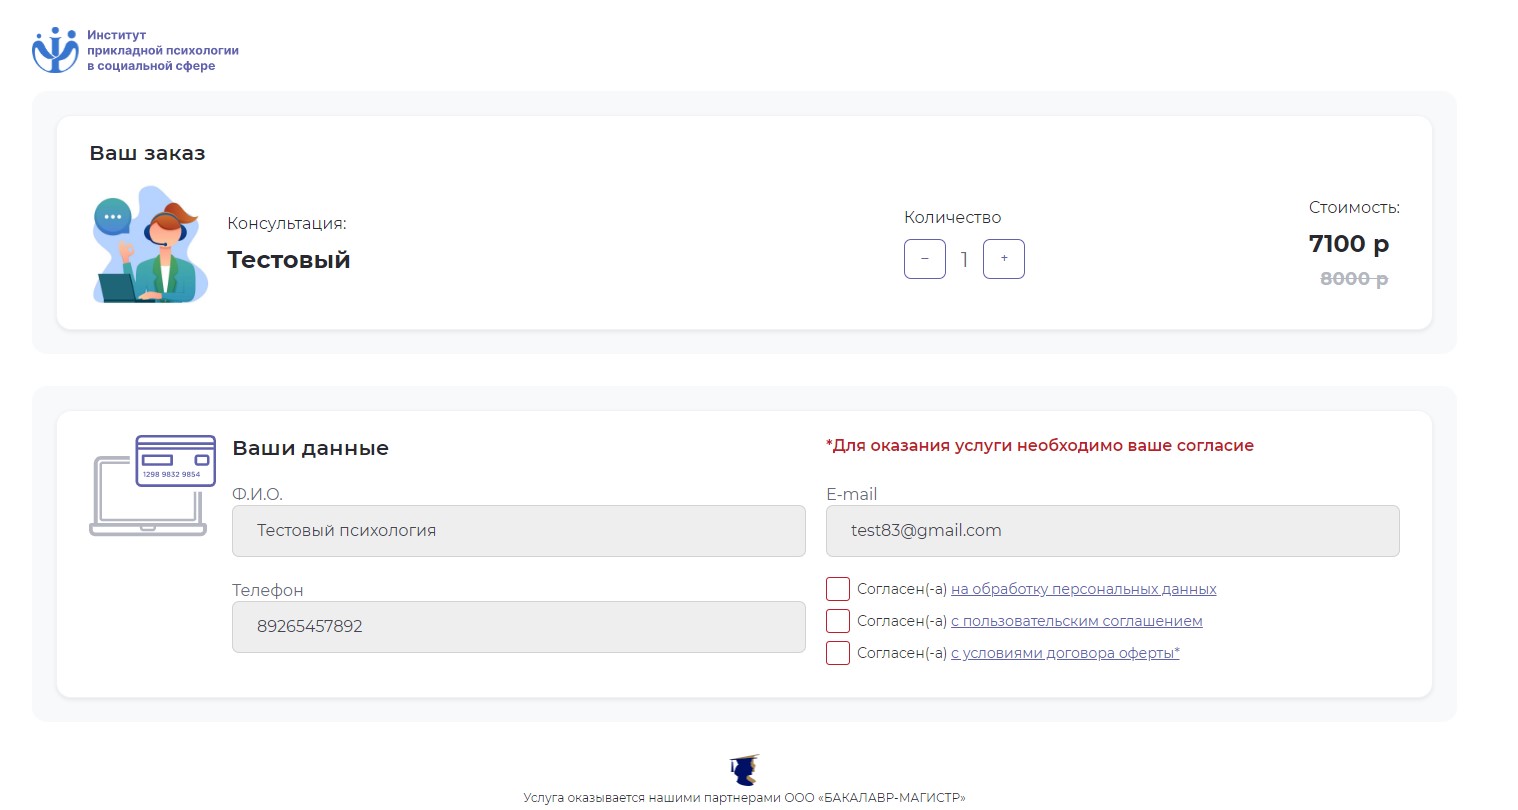 Институт
прикладной психологии
в социальной сфере
Ваш заказ
Консультация:
Тестовый
Количество
− 1 +
Стоимость:
7100 р
8000 р
1298 9832 9854
Ваши данные
*Для оказания услуги необходимо ваше согласие
Ф.И.О.
Тестовый психология
E-mail
test83@gmail.com
Телефон
89265457892
Согласен(-а) на обработку персональных данных
Согласен(-а) с пользовательским соглашением
Согласен(-а) с условиями договора оферты*
Услуга оказывается нашими партнерами ООО «БАКАЛАВР-МАГИСТР»